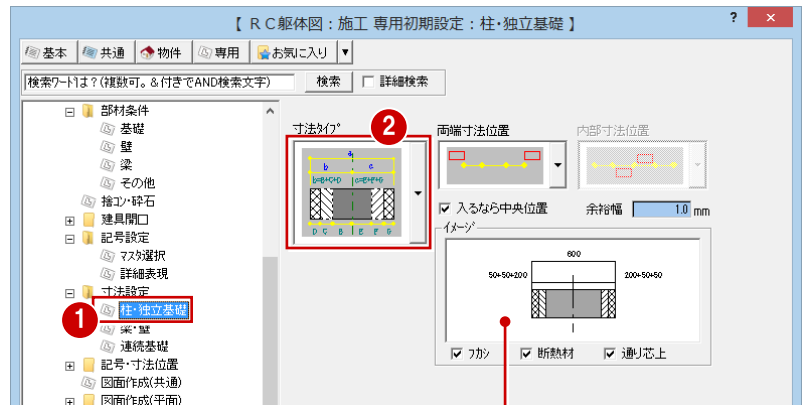 【 ＲＣ躯体図：施工 専用初期設定：柱・独立基礎 】
? ×
基本 共通 物件 専用 お気に入り ▼
検索ワードは？(複数可。＆付きでAND検索文字) 検索 詳細検索
部材条件
基礎
壁
梁
その他
捨コン・砕石
建具開口
記号設定
マスタ選択
詳細表現
寸法設定
1 柱・独立基礎
梁・壁
連続基礎
記号・寸法位置
図面作成(共通)
図面作成(平面)
寸法タイプ 2
a
b c
b=B+C+D c=E+F+G
D C B E F G
両端寸法位置 内部寸法位置
入るなら中央位置 余裕幅 1.0 mm
イメージ
600
50+50+200 200+50+50
フカシ 断熱材 通り芯上